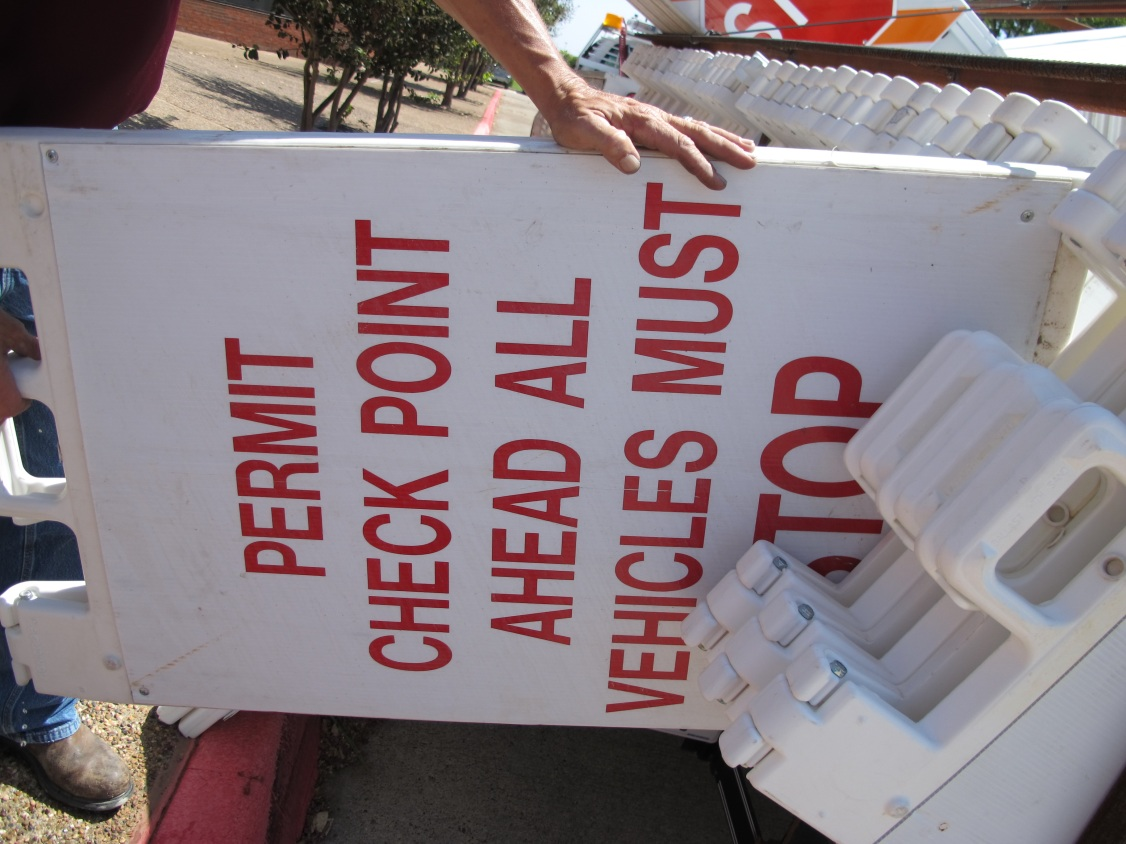 PERMIT
CHECK POINT
AHEAD ALL
VEHICLES MUST
STOP